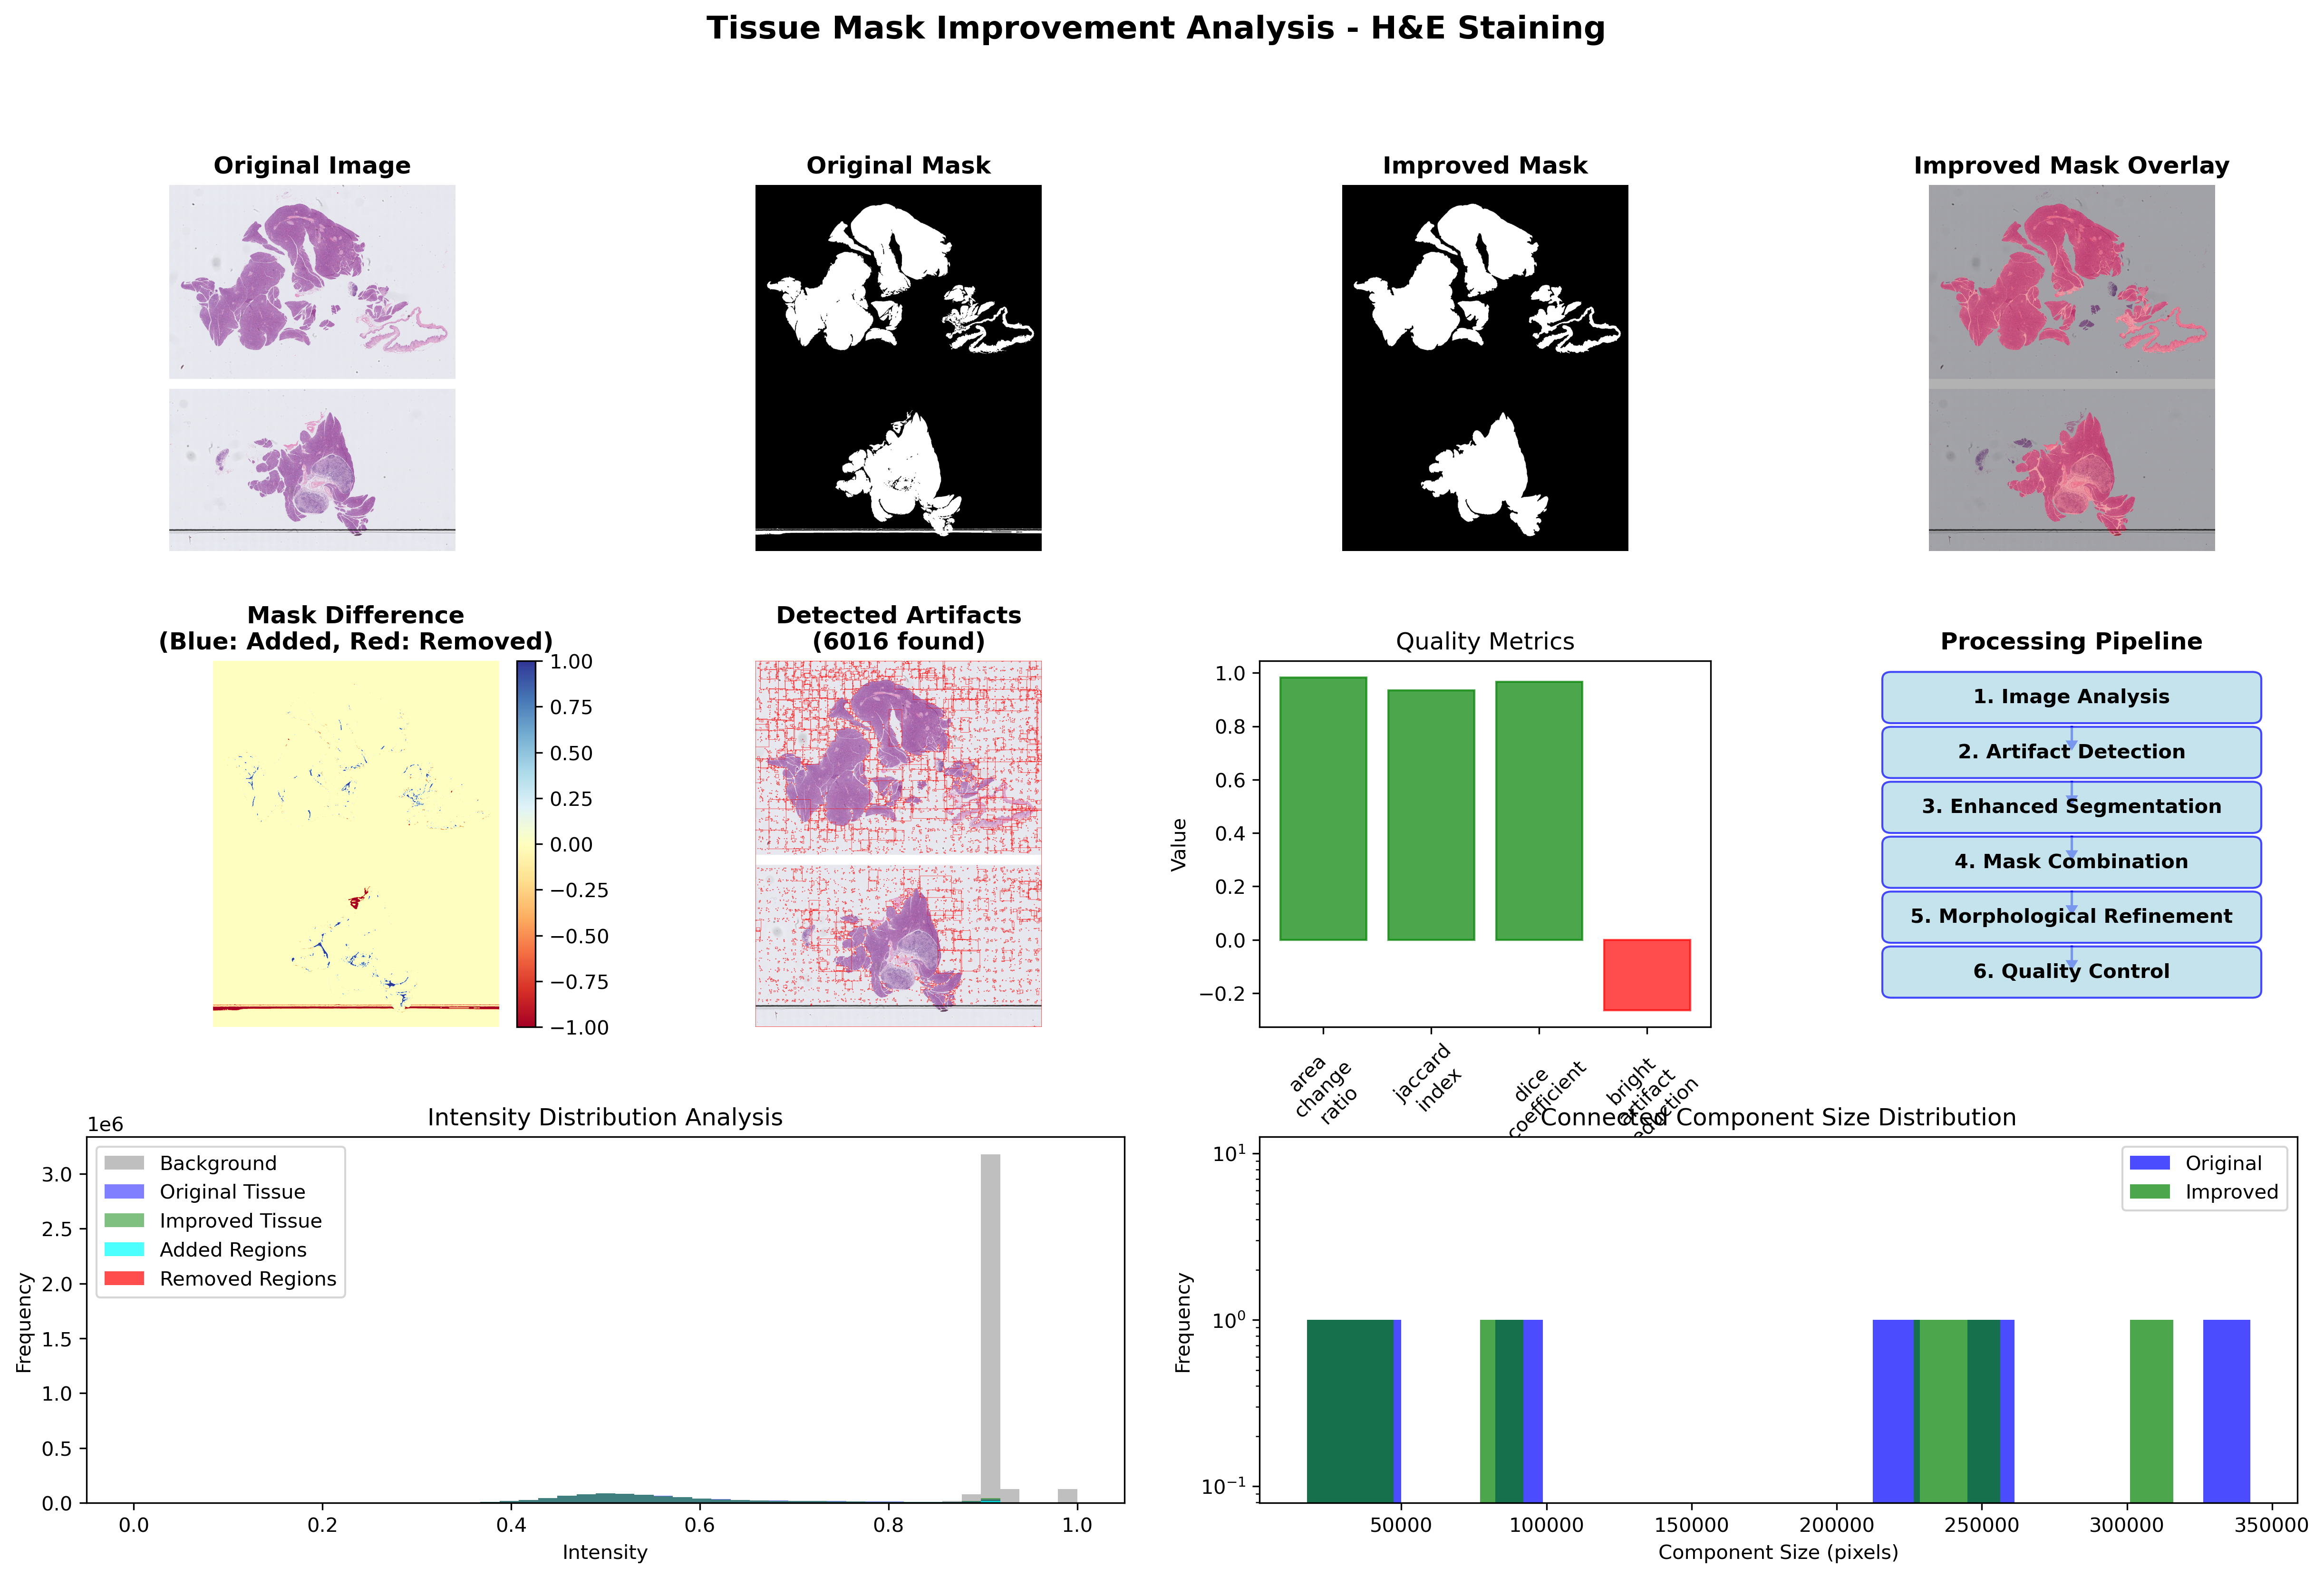 Tissue Mask Improvement Analysis - H&E Staining
Original Image
Original Mask
Improved Mask
Improved Mask Overlay
Mask Difference
(Blue: Added, Red: Removed)
1.00
0.75
0.50
0.25
0.00
−0.25
−0.50
−0.75
−1.00
Detected Artifacts
(6016 found)
Quality Metrics
Value
1.0
0.8
0.6
0.4
0.2
0.0
−0.2
area
change
ratio
jaccard
index
dice
coefficient
bright
artifact
Processing Pipeline
1. Image Analysis
2. Artifact Detection
3. Enhanced Segmentation
4. Mask Combination
5. Morphological Refinement
6. Quality Control
Intensity Distribution Analysis
1e6
Frequency
3.0
2.5
2.0
1.5
1.0
0.5
0.0
Background
Original Tissue
Improved Tissue
Added Regions
Removed Regions
0.0 0.2 0.4 0.6 0.8 1.0
Intensity
Connected Component Size Distribution
Frequency
10¹
10⁰
10⁻¹
Original
Improved
50000 100000 150000 200000 250000 300000 350000
Component Size (pixels)